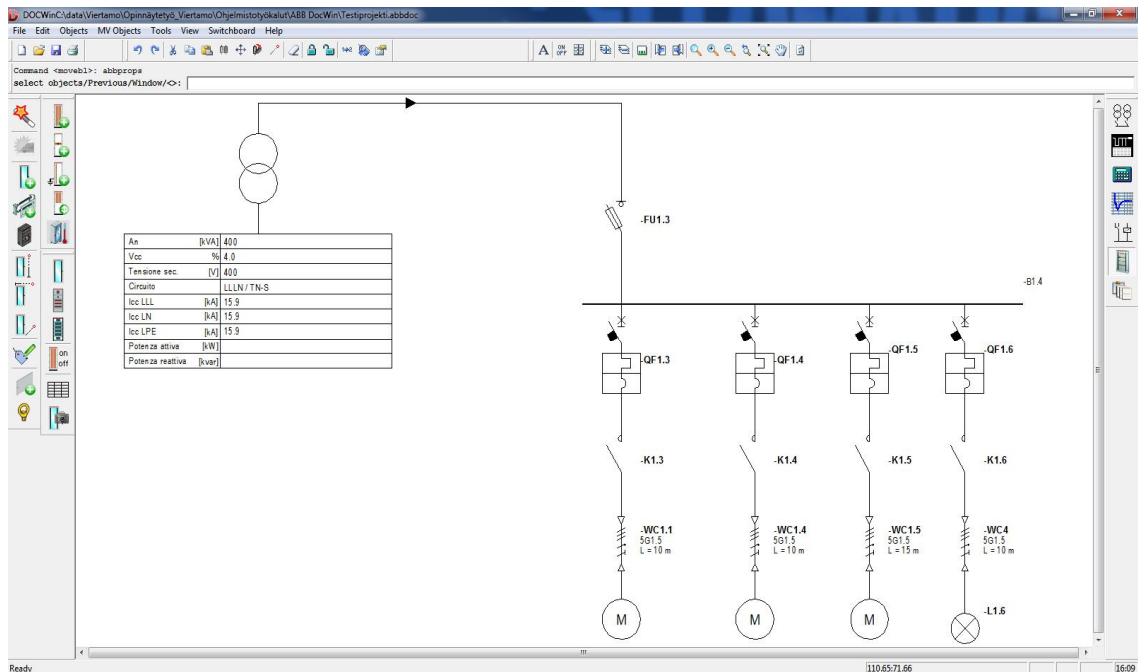 DOCWinC:\data\Viertamo\Opinnäytetyö_Viertamo\Ohjelmistotyökalut\ABB DocWin\Testiprojekti.abbdoc
File Edit Objects MV Objects Tools View Switchboard Help
Command <movebl>: abbprops
select objects/Previous/Window/<>:
A ON OFF
-FU1.3
An [kVA] 400
Vcc % 4.0
Tensione sec. [V] 400
Circuito LLLN / TN-S
Icc LLL [kA] 15.9
Icc LN [kA] 15.9
Icc LPE [kA] 15.9
Potenza attiva [kW]
Potenza reattiva [kvar]
-B1.4
on
off
-QF1.3 -QF1.4 -QF1.5 -QF1.6
-K1.3 -K1.4 -K1.5 -K1.6
-WC1.1 -WC1.4 -WC1.5 -WC4
5G1.5 5G1.5 5G1.5 5G1.5
L = 10 m L = 10 m L = 15 m L = 10 m
-L1.6
M M M
Ready 110.65:71.66 16:09